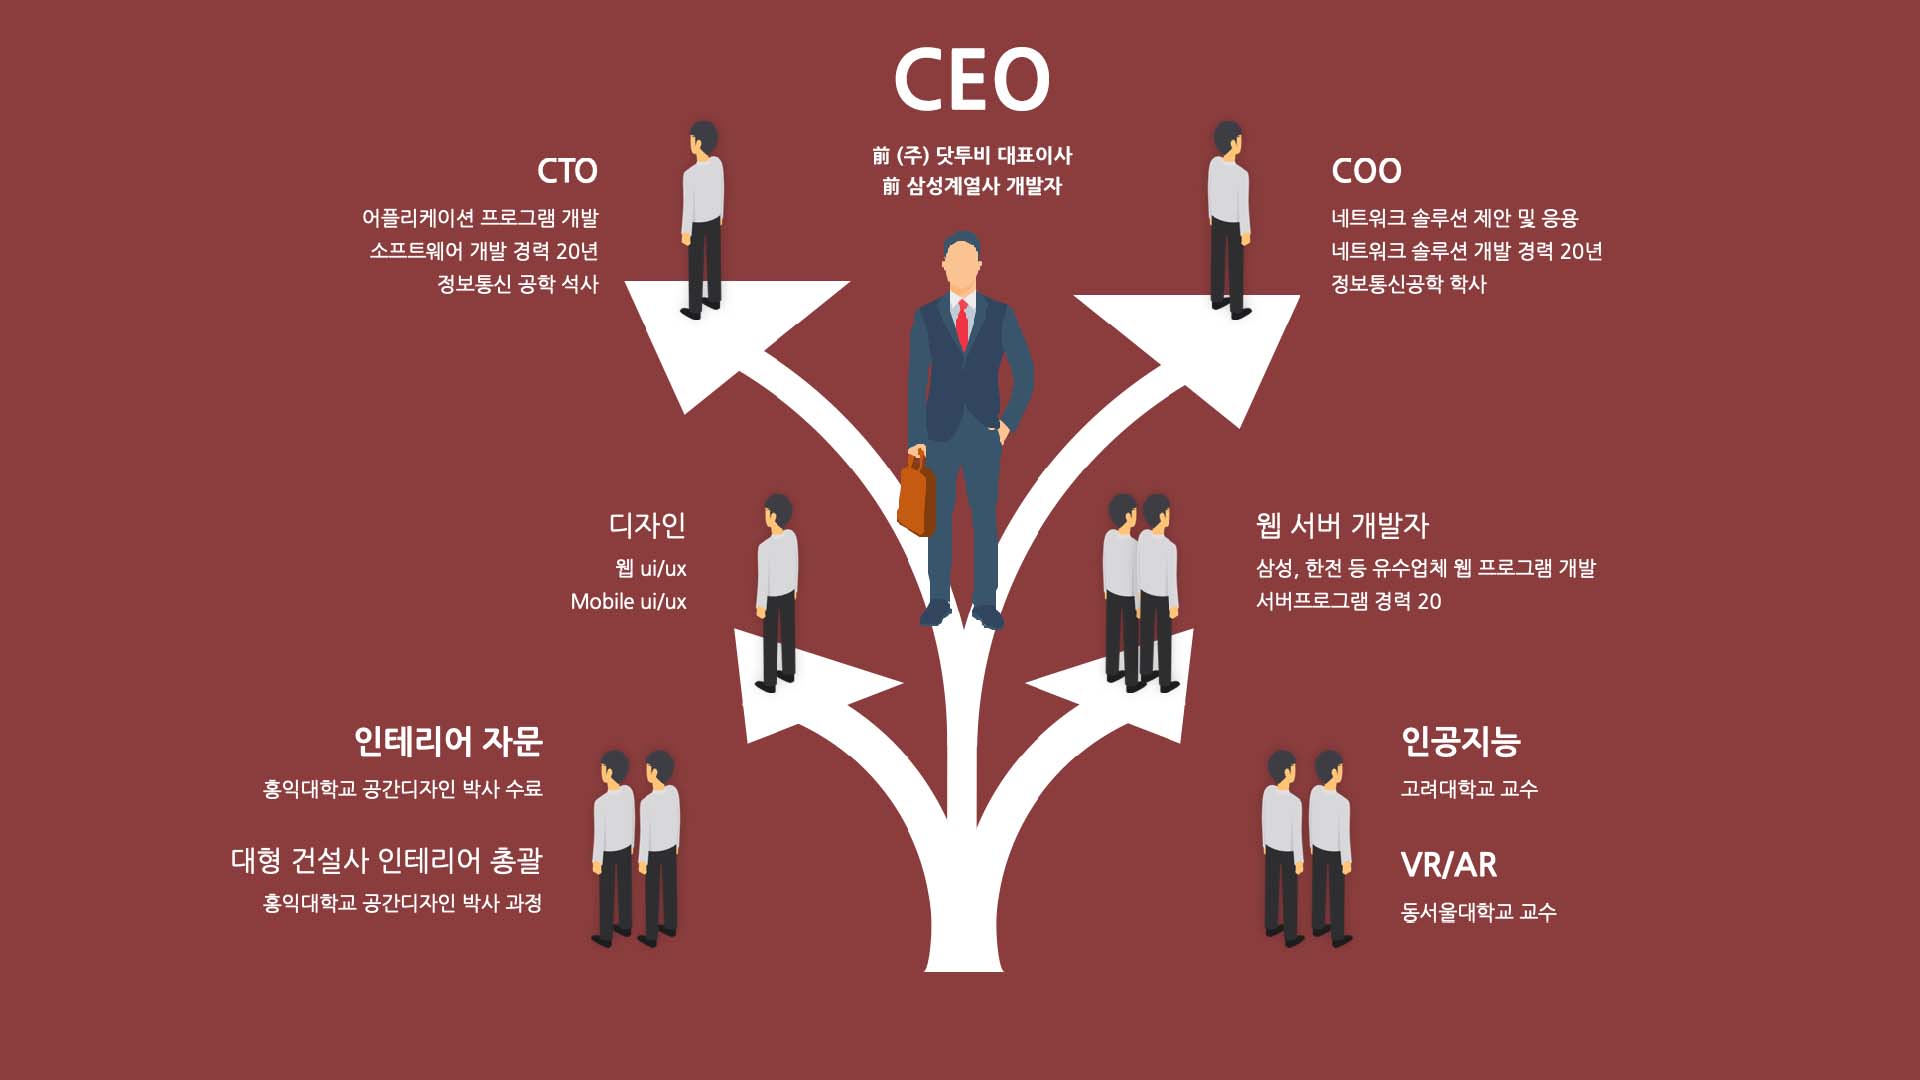 CEO
前 (주) 닷투비 대표이사
前 삼성계열사 개발자
CTO
어플리케이션 프로그램 개발
소프트웨어 개발 경력 20년
정보통신 공학 석사
COO
네트워크 솔루션 제안 및 응용
네트워크 솔루션 개발 경력 20년
정보통신공학 학사
디자인
웹 ui/ux
Mobile ui/ux
웹 서버 개발자
삼성, 한전 등 유수업체 웹 프로그램 개발
서버프로그램 경력 20
인테리어 자문
홍익대학교 공간디자인 박사 수료
대형 건설사 인테리어 총괄
홍익대학교 공간디자인 박사 과정
인공지능
고려대학교 교수
VR/AR
동서울대학교 교수